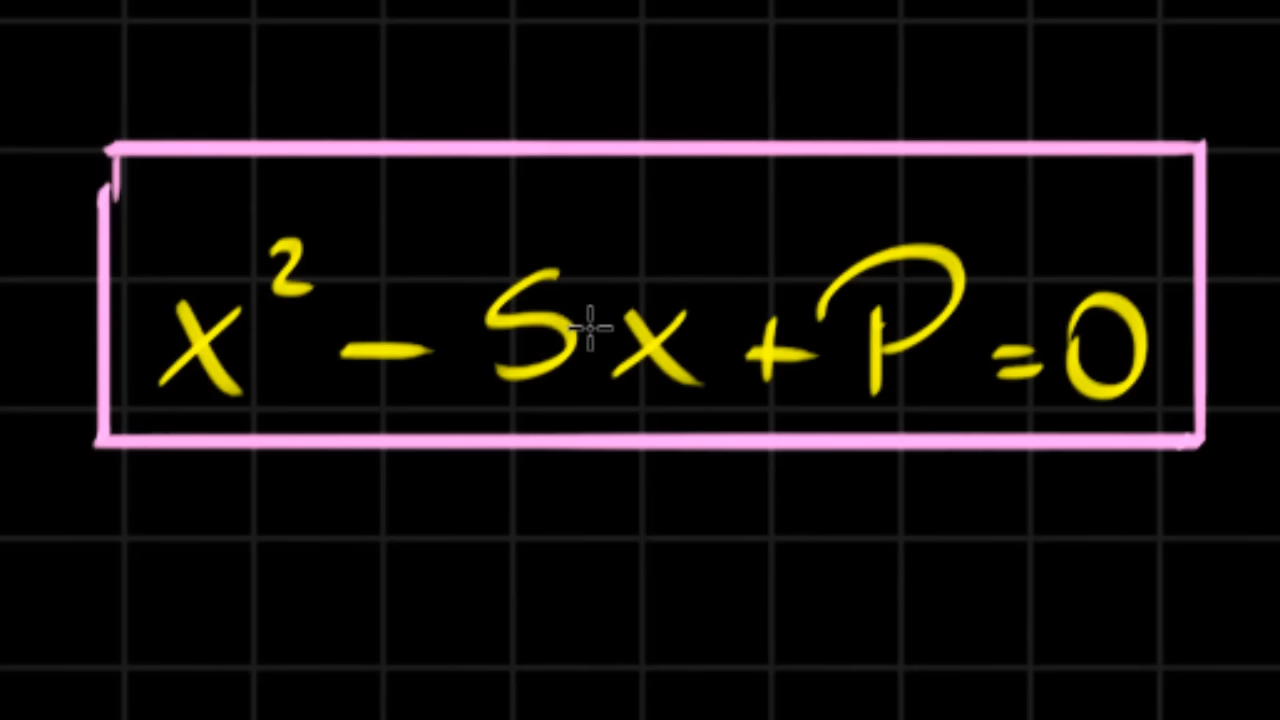 x² - Sx + P = 0